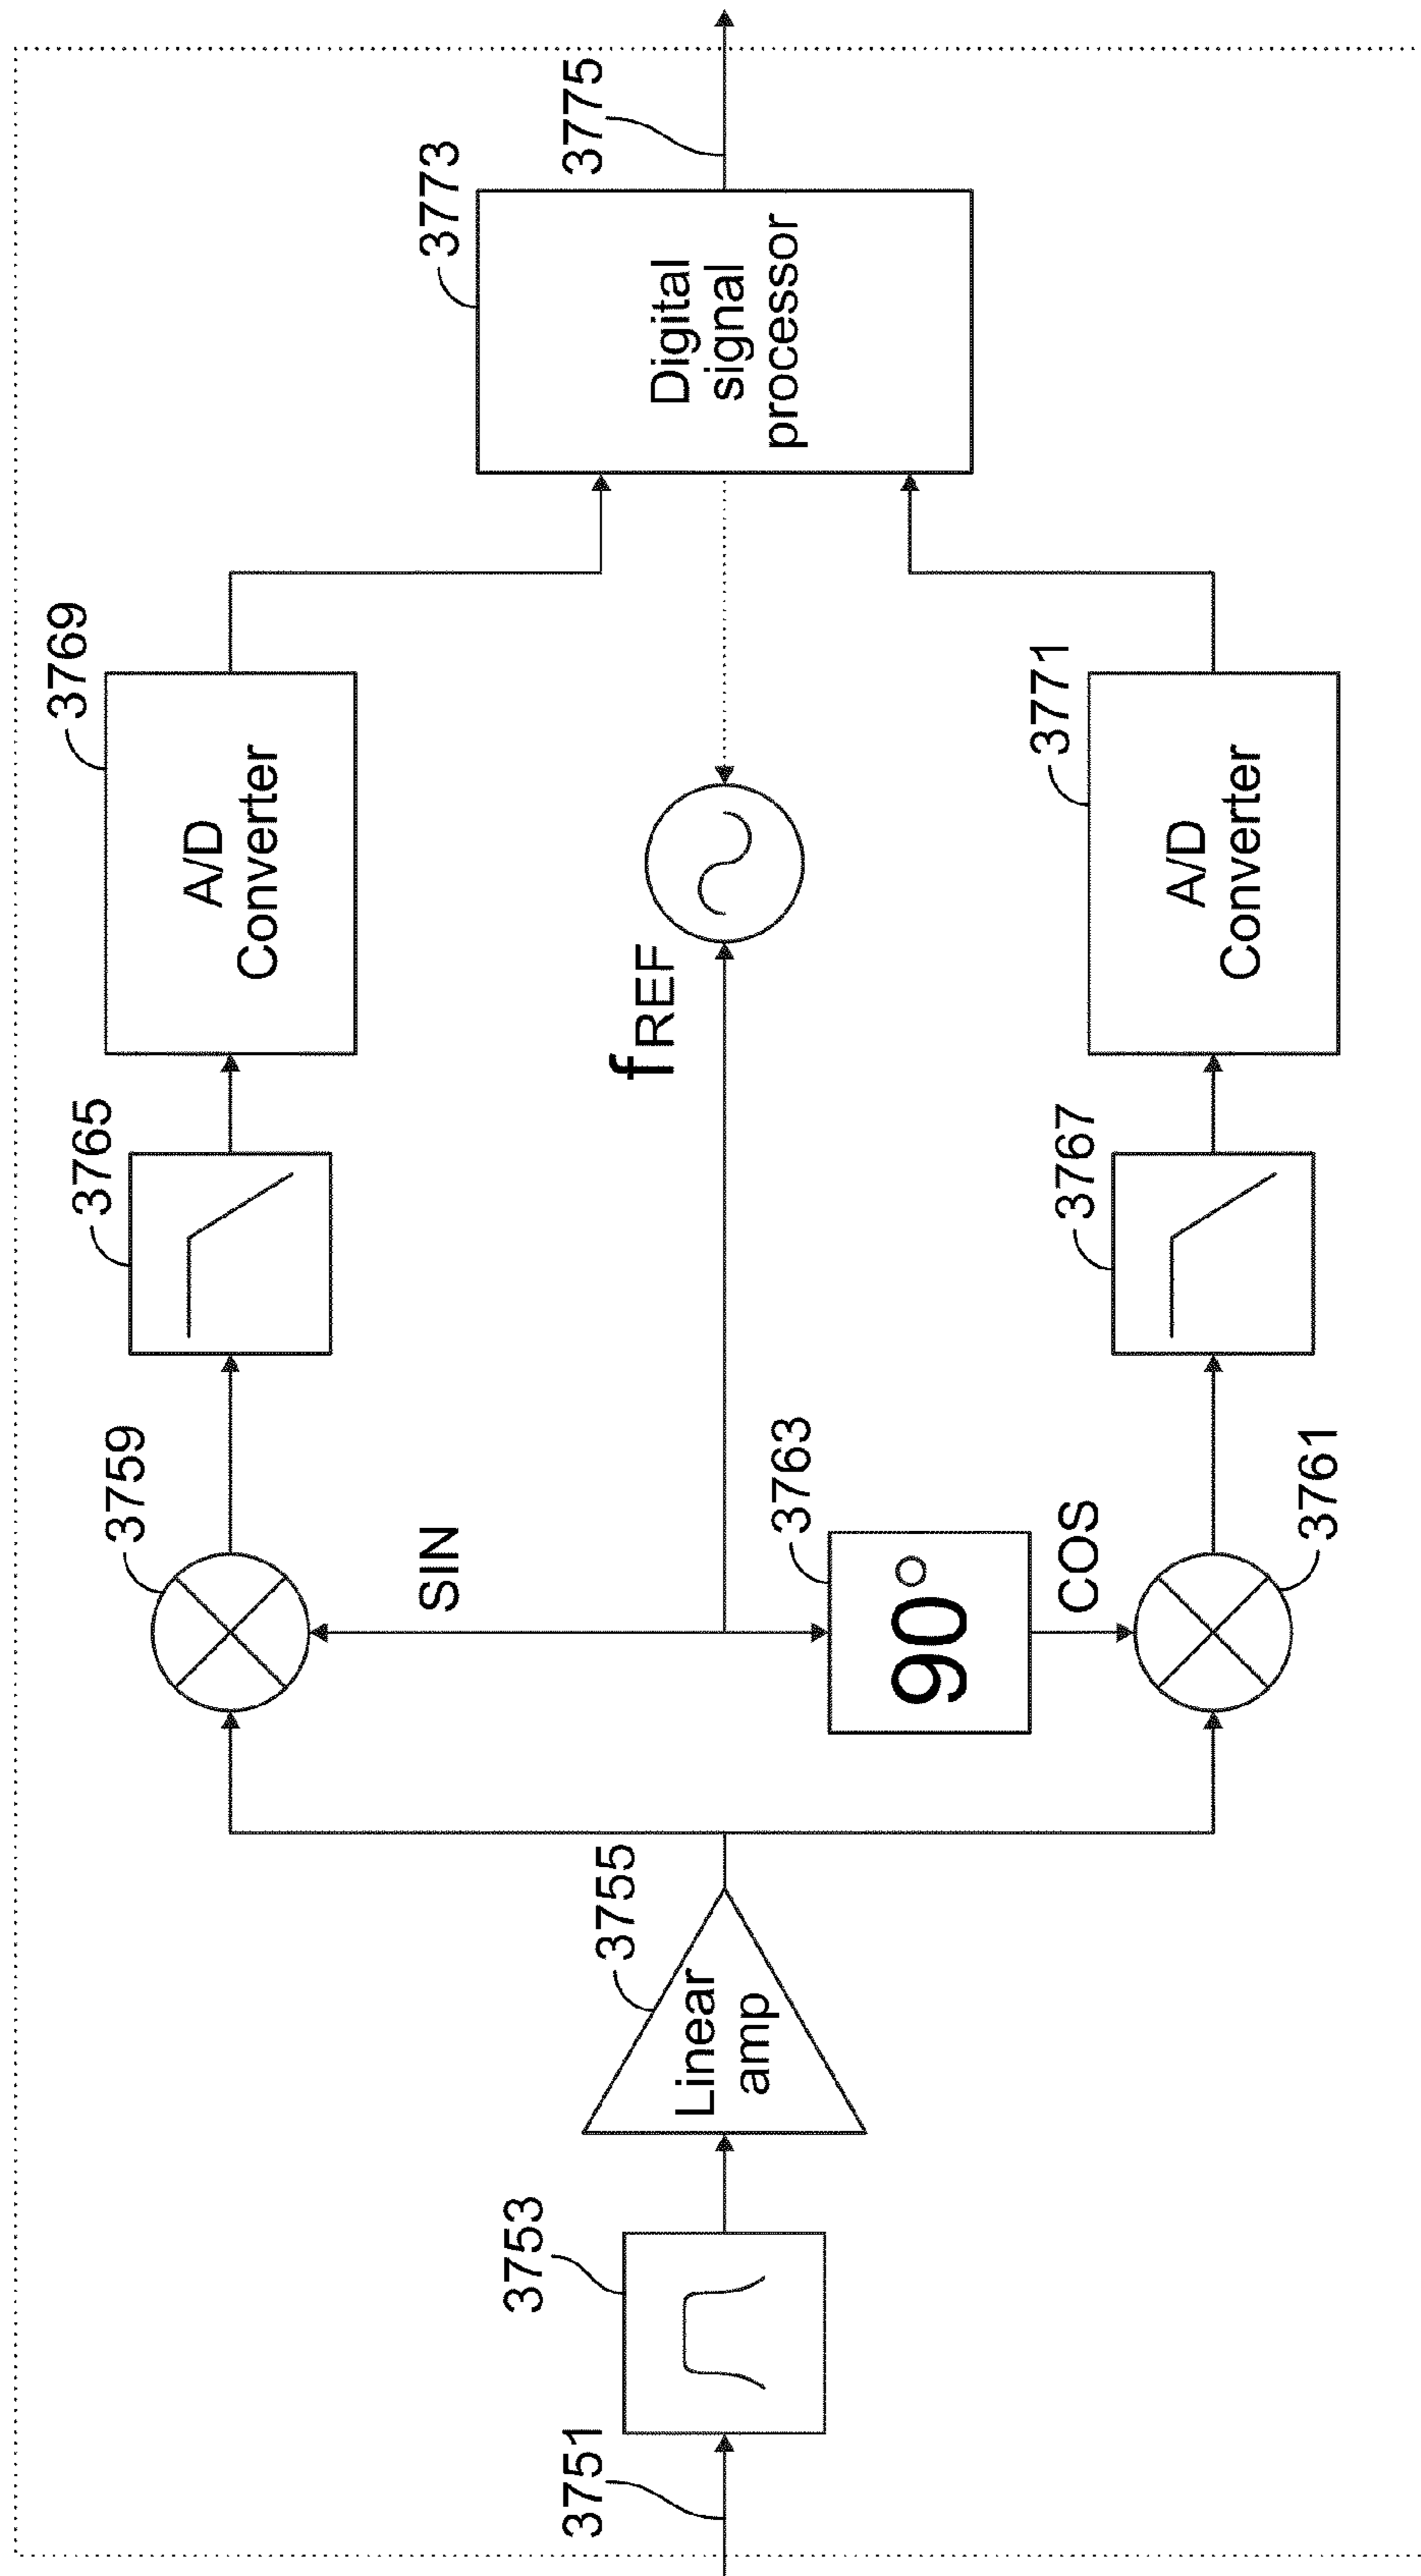 3751
3753
3755
Linear
amp
3759
SIN
3763
90°
COS
3761
3765
3767
fREF
3769
A/D
Converter
3771
A/D
Converter
3773
Digital
signal
processor
3775